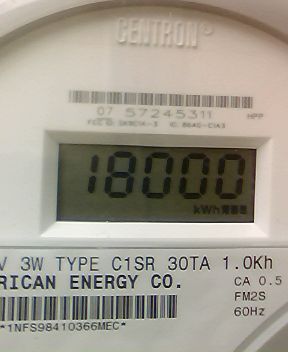 CENTRON®
07 57245311 HPP
18000
kWh
V 3W TYPE C1SR 30TA 1.0Kh
RICAN ENERGY CO. CA 0.5
FM2S
60Hz
*1NFS98410366MEC*